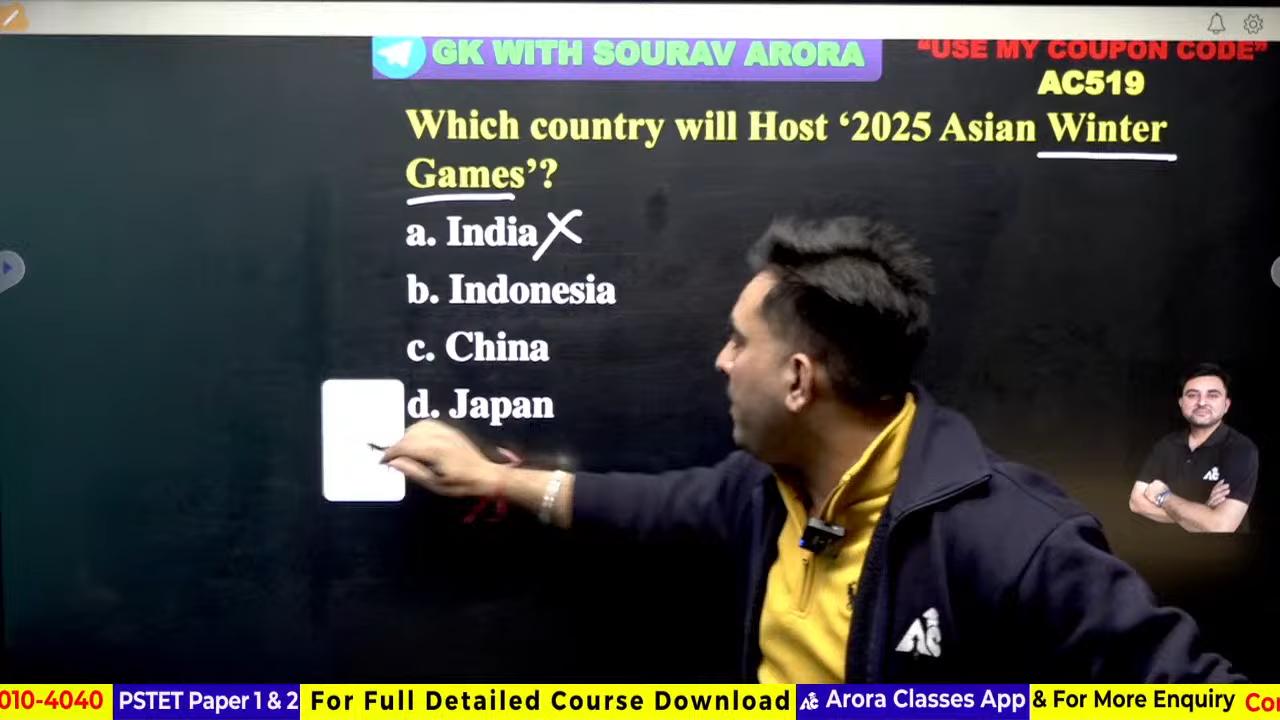 GK WITH SOURAV ARORA
“USE MY COUPON CODE”
AC519
Which country will Host ‘2025 Asian Winter
Games’?
a. India
b. Indonesia
c. China
d. Japan
010-4040 PSTET Paper 1 & 2 For Full Detailed Course Download Arora Classes App & For More Enquiry